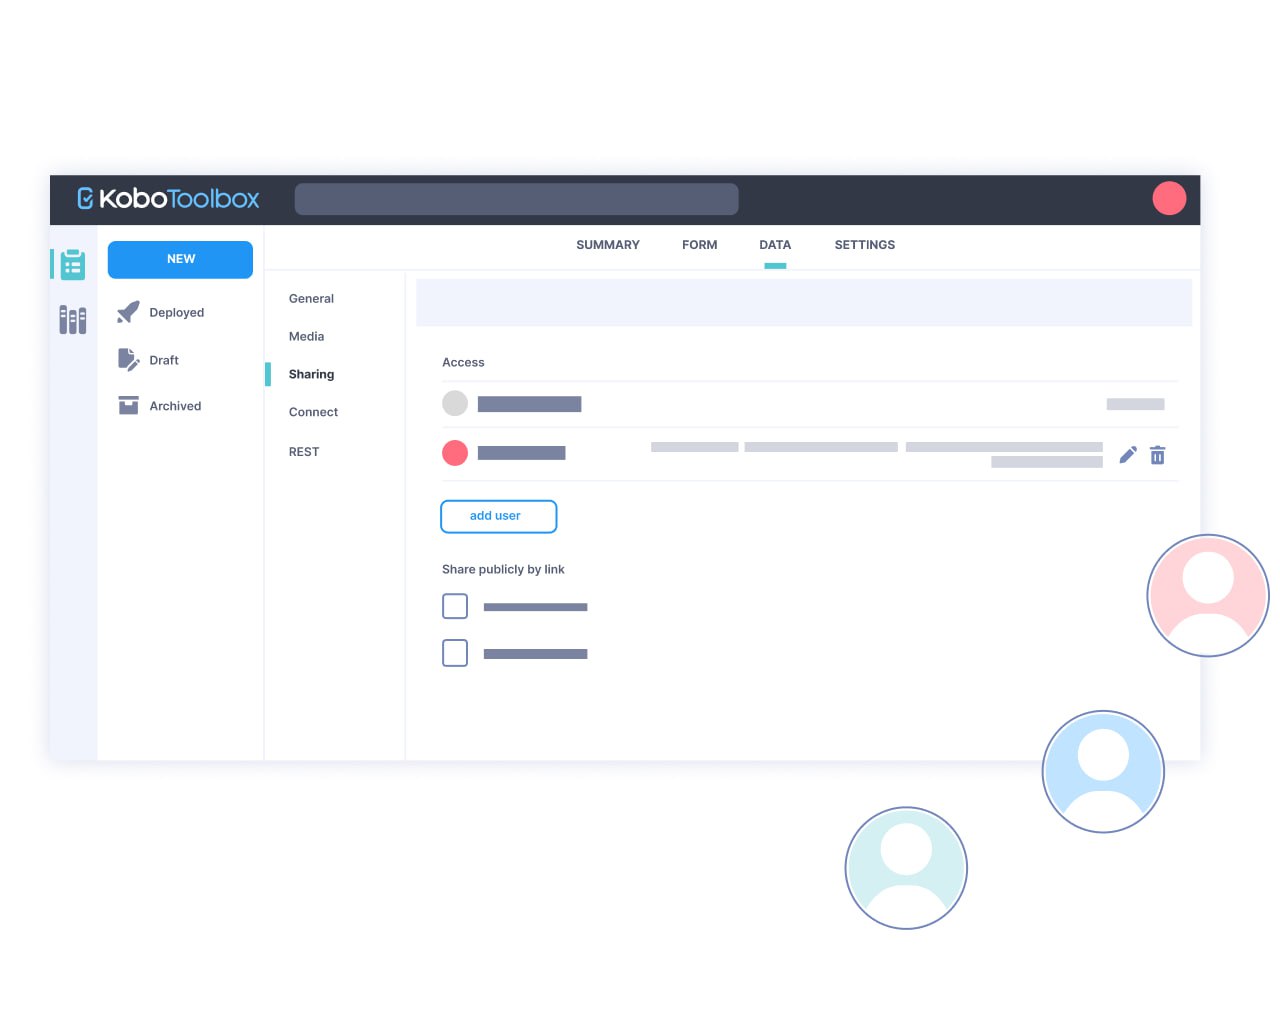 KoboToolbox
SUMMARY FORM DATA SETTINGS
NEW
Deployed
Draft
Archived
General
Media
Sharing
Connect
REST
Access
add user
Share publicly by link